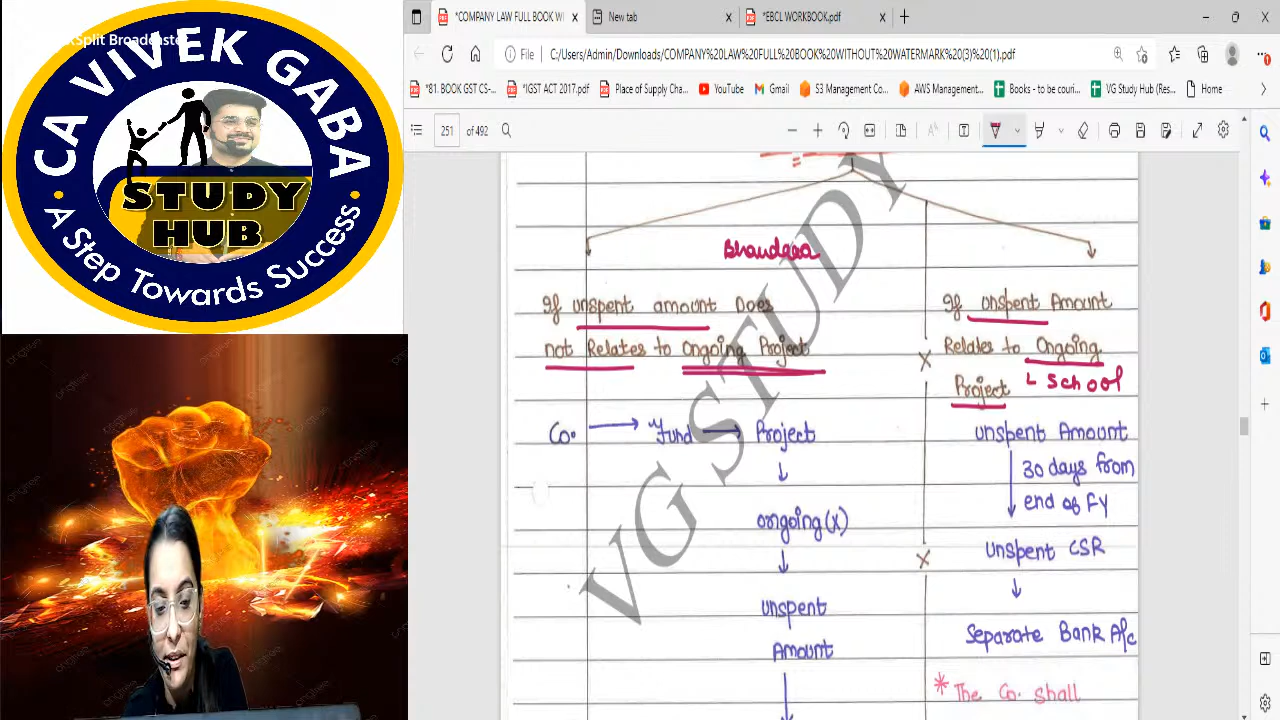 CA VIVEK GABA
STUDY
HUB
A Step Towards Success
*COMPANY LAW FULL BOOK
New tab
*EBCL WORKBOOK.pdf
File
C:/Users/Admin/Downloads/COMPANY%20LAW%20FULL%20BOOK%20WITHOUT%20WATERMARK%20(3)%20(1).pdf
*81. BOOK GST CS-...
*IGST ACT 2017.pdf
Place of Supply Cha...
YouTube
Gmail
S3 Management Co...
AWS Management...
Books - to be couri...
E-Study Hub (Res...
Home
251
of 492
VG STUDY
Bhandara
If unspent amount Does
not Relates to Ongoing Project
Co. → Fund → Project
ongoing (x)
unspent
Amount
If unspent Amount
Relates to Ongoing
Project
School
unspent Amount
30 days from
end of FY
Unspent CSR
Separate Bank A/c
* The Co. shall